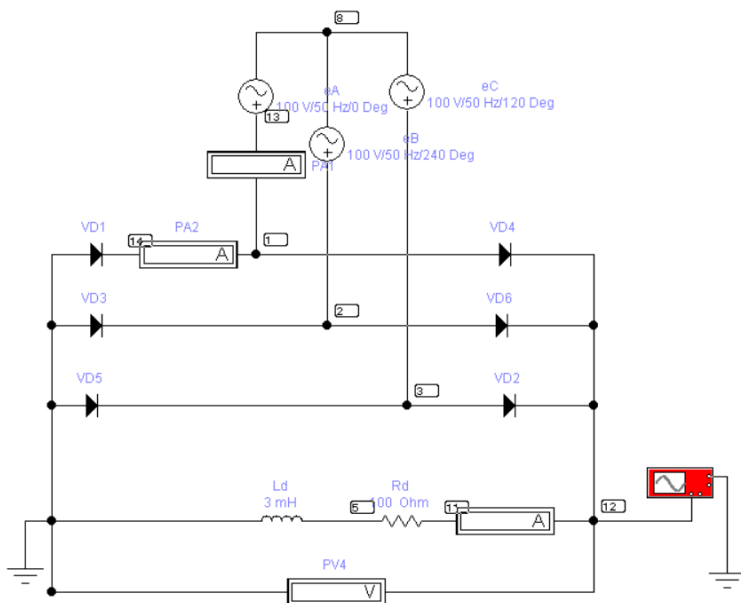 8
eA
100 V/50 Hz/0 Deg
13
eC
100 V/50 Hz/120 Deg
eB
100 V/50 Hz/240 Deg
A
PA1
VD1
14
PA2
A
1
VD4
VD3
2
VD6
VD5
3
VD2
Ld
3 mH
5
Rd
100 Ohm
11
A
12
PV4
V